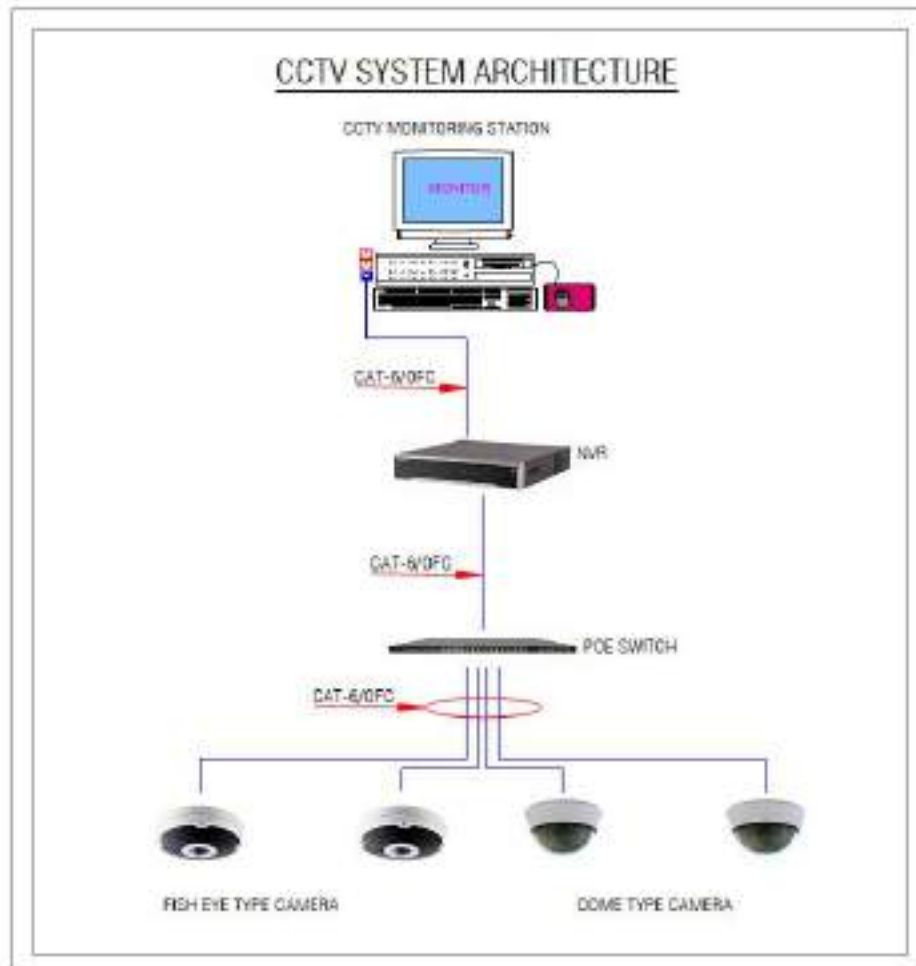 CCTV SYSTEM ARCHITECTURE
CCTV MONITORING STATION
MONITOR
CAT-6/OFC
NVR
CAT-6/OFC
POE SWITCH
CAT-6/OFC
FISH EYE TYPE CAMERA
DOME TYPE CAMERA